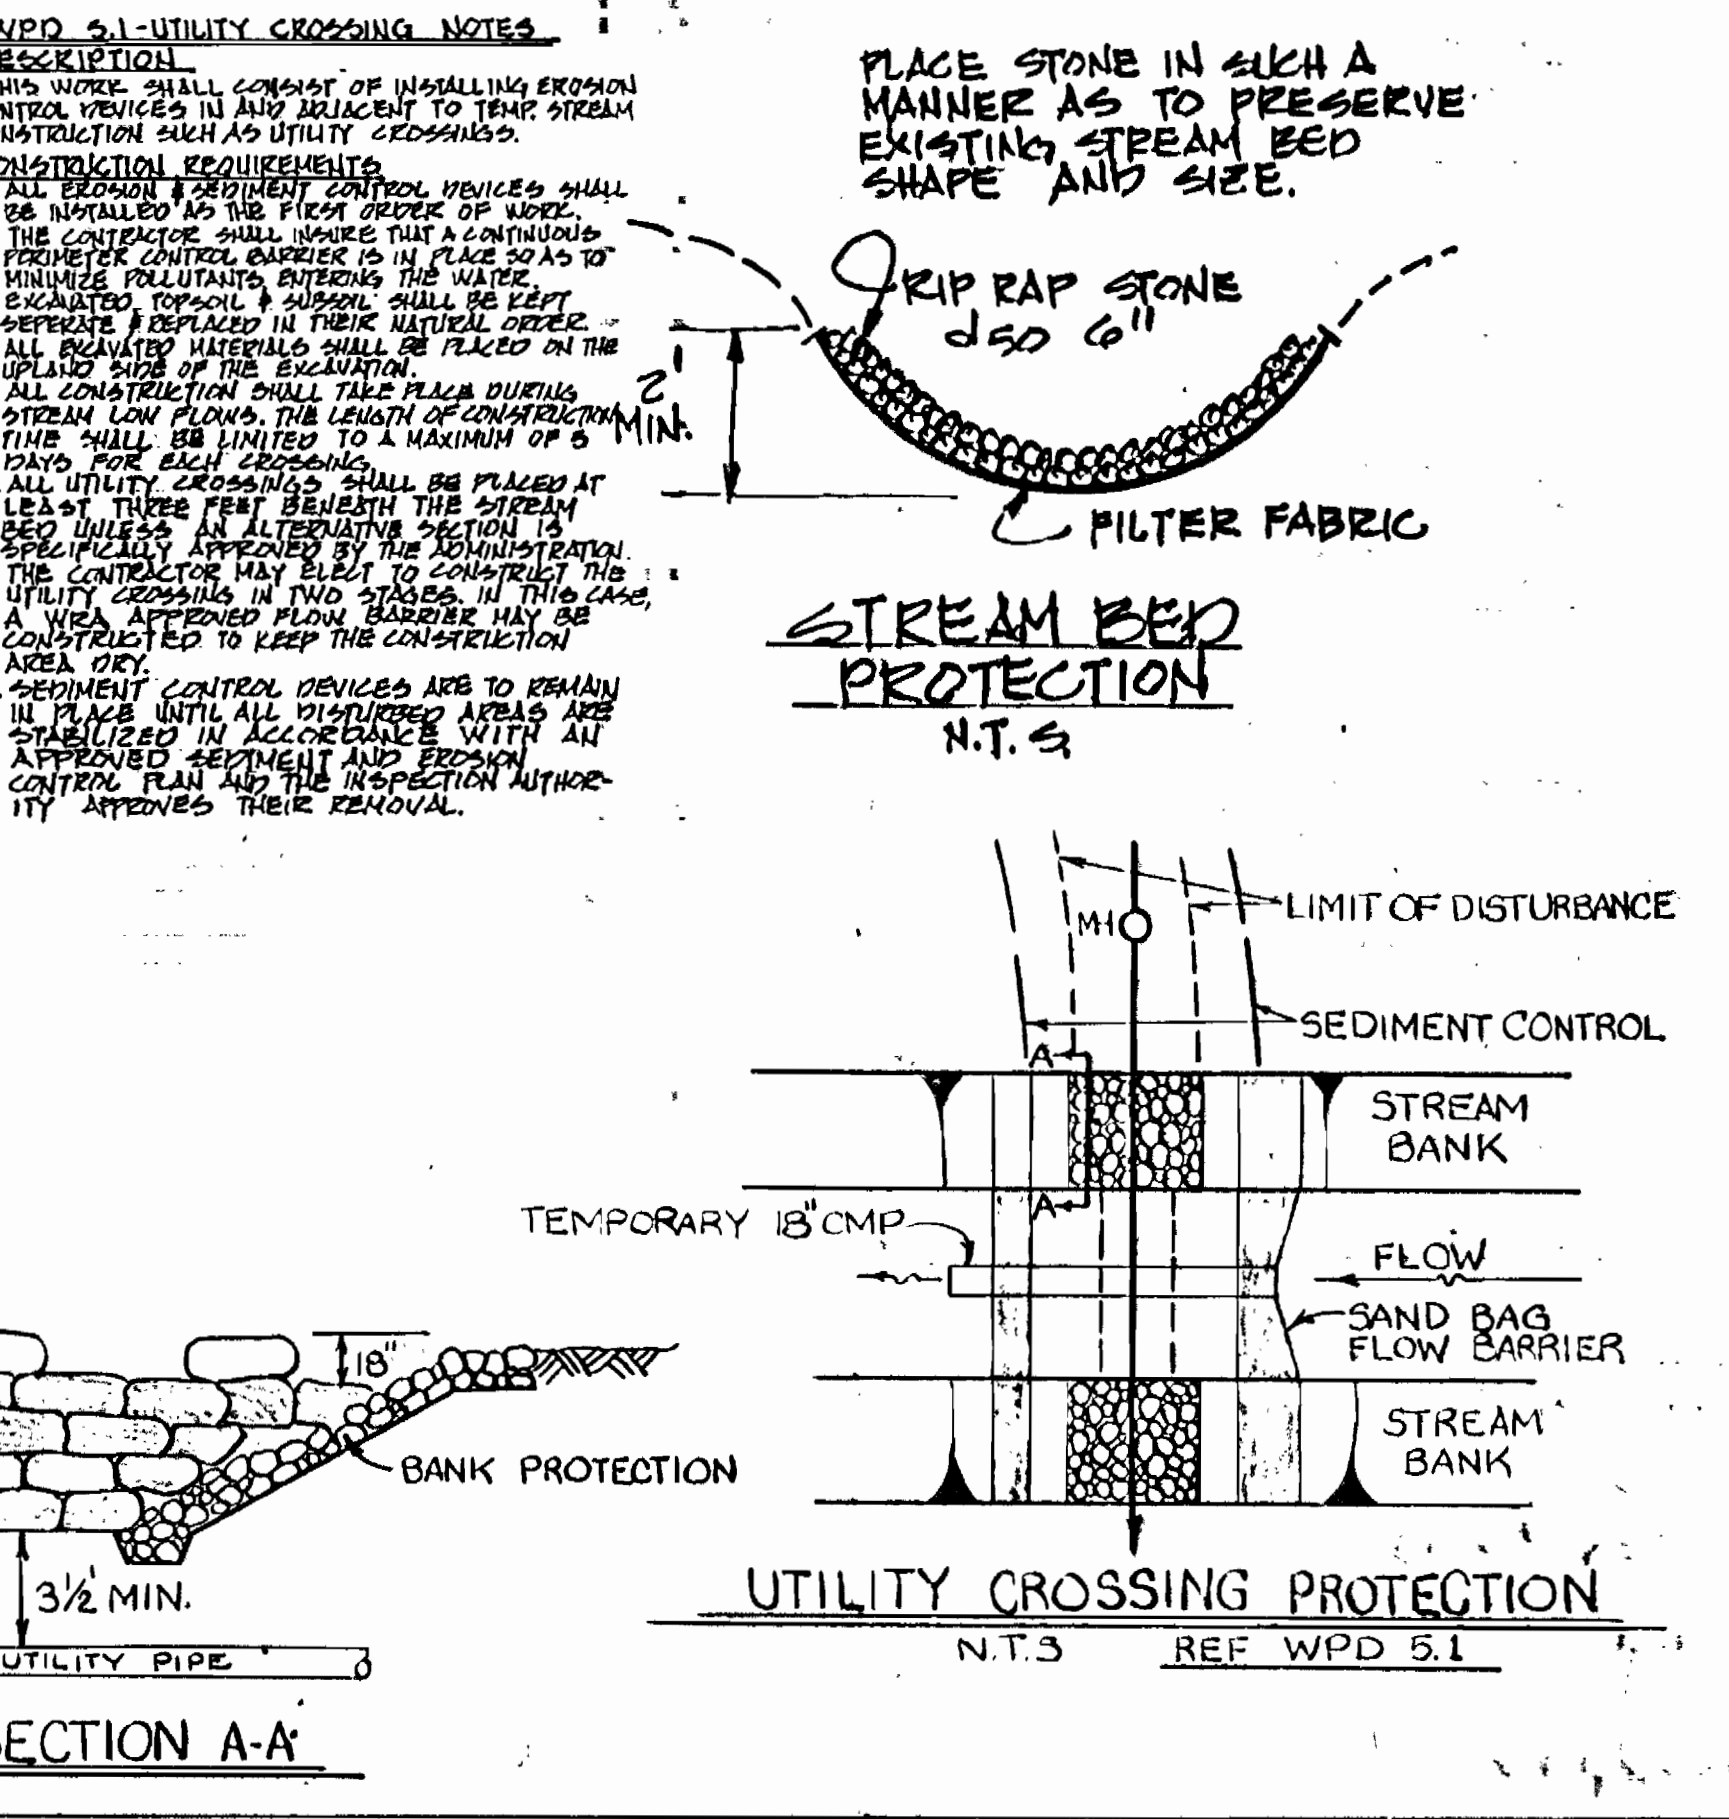 WPD 5.1-UTILITY CROSSING NOTES
ESCRIPTION
HIS WORK SHALL CONSIST OF INSTALLING EROSION
NTROL DEVICES IN AND ADJACENT TO TEMP. STREAM
NSTRUCTION SUCH AS UTILITY CROSSINGS.
ONSTRUCTION REQUIREMENTS
ALL EROSION & SEDIMENT CONTROL DEVICES SHALL
BE INSTALLED AS THE FIRST ORDER OF WORK.
THE CONTRACTOR SHALL INSURE THAT A CONTINUOUS
PERIMETER CONTROL BARRIER IS IN PLACE SO AS TO
MINIMIZE POLLUTANTS ENTERING THE WATER.
EXCAVATED TOPSOIL & SUBSOIL SHALL BE KEPT
SEPERATE & REPLACED IN THEIR NATURAL ORDER.
ALL EXCAVATED MATERIALS SHALL BE PLACED ON THE
UPLAND SIDE OF THE EXCAVATION.
ALL CONSTRUCTION SHALL TAKE PLACE DURING
STREAM LOW FLOWS. THE LENGTH OF CONSTRUCTION
TIME SHALL BE LIMITED TO A MAXIMUM OF 5
DAYS FOR EACH CROSSING.
ALL UTILITY CROSSINGS SHALL BE PLACED AT
LEAST THREE FEET BENEATH THE STREAM
BED UNLESS AN ALTERNATIVE SECTION IS
SPECIFICALLY APPROVED BY THE ADMINISTRATION.
THE CONTRACTOR MAY ELECT TO CONSTRUCT THE
UTILITY CROSSING IN TWO STAGES. IN THIS CASE,
A WRA APPROVED FLOW BARRIER MAY BE
CONSTRUCTED TO KEEP THE CONSTRUCTION
AREA DRY.
SEDIMENT CONTROL DEVICES ARE TO REMAIN
IN PLACE UNTIL ALL DISTURBED AREAS ARE
STABILIZED IN ACCORDANCE WITH AN
APPROVED SEDIMENT AND EROSION
CONTROL PLAN AND THE INSPECTION AUTHOR-
ITY APPROVES THEIR REMOVAL.
PLACE STONE IN SUCH A
MANNER AS TO PRESERVE
EXISTING STREAM BED
SHAPE AND SIZE.
RIP RAP STONE
d50 6"
2'
MIN.
FILTER FABRIC
STREAM BED
PROTECTION
N.T.S
LIMIT OF DISTURBANCE
M-1
SEDIMENT CONTROL
A
STREAM
BANK
A
TEMPORARY 18"CMP
FLOW
SAND BAG
FLOW BARRIER
STREAM
BANK
UTILITY CROSSING PROTECTION
N.T.S REF WPD 5.1
18"
BANK PROTECTION
3½' MIN.
UTILITY PIPE
ECTION A-A